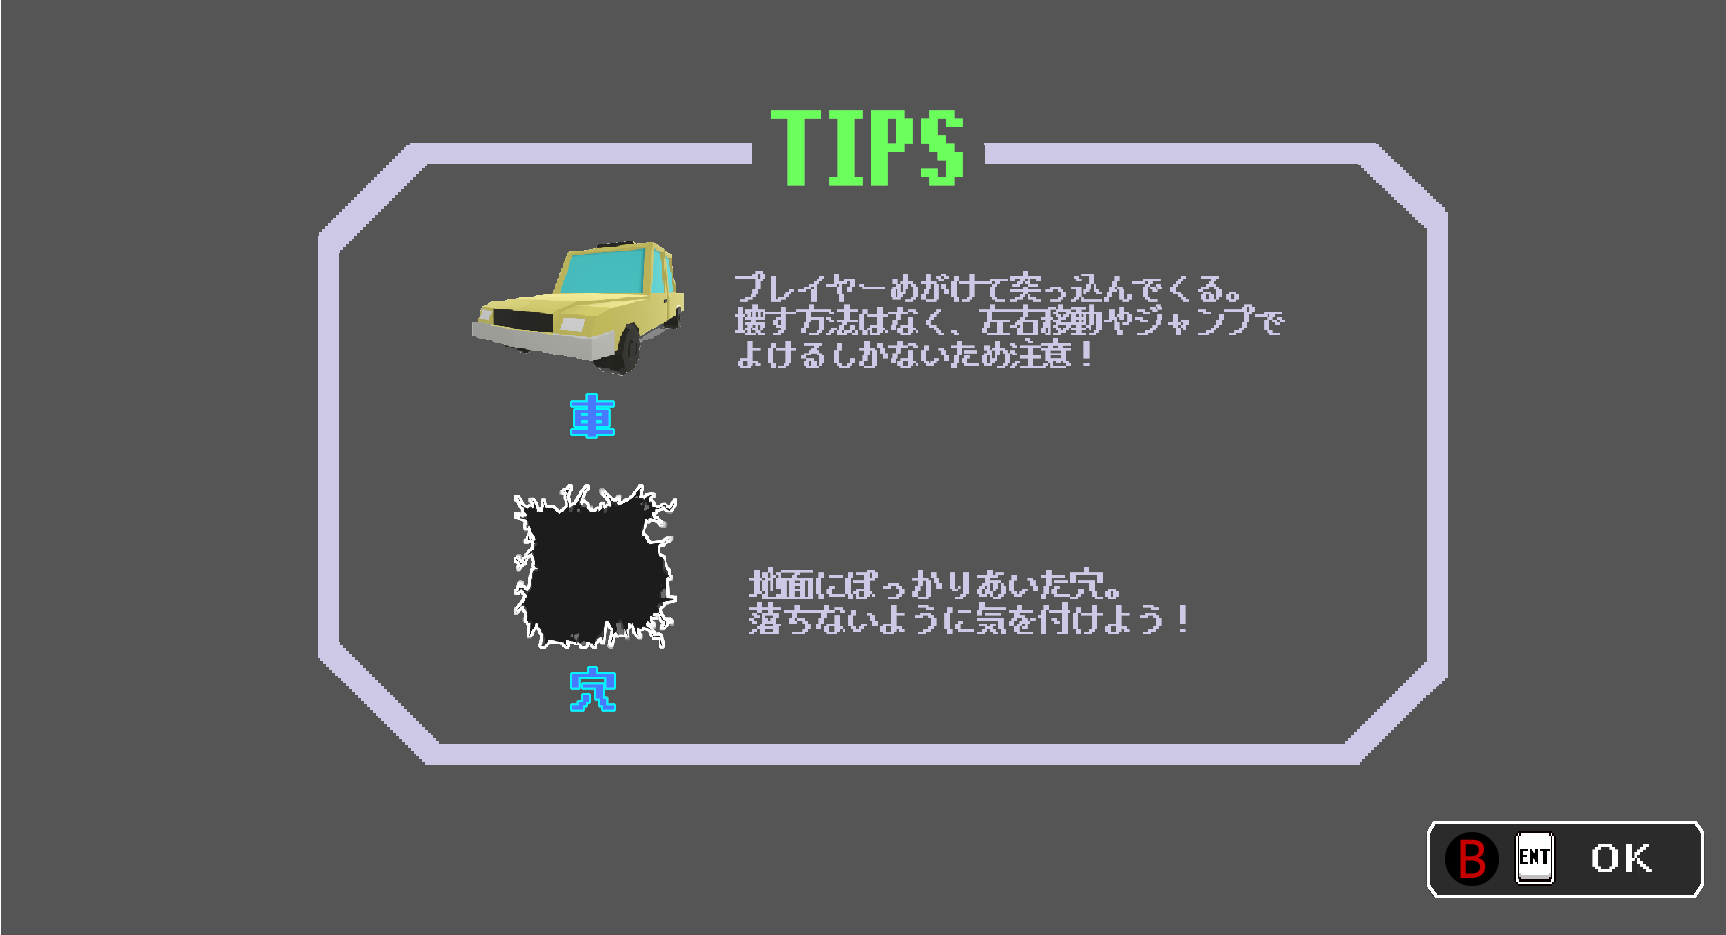 TIPS
プレイヤーめがけて突っ込んでくる。
壊す方法はなく、左右移動やジャンプで
よけるしかないため注意！
車
地面にぽっかりあいた穴。
落ちないように気を付けよう！
穴
B ENT OK